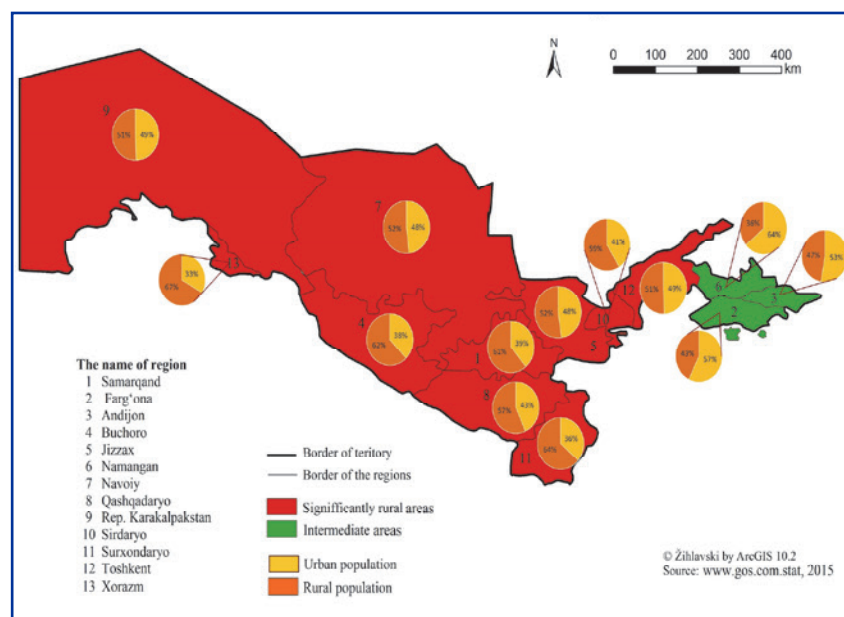 N
0 100 200 300 400
km
9
51% 49%
7
52% 48%
13
67% 33%
4
62% 38%
1
61% 39%
52% 48%
8
57% 43%
11
64% 36%
5
10
59% 41%
12
51% 49%
6
64%
3
47% 53%
2
43% 57%
The name of region
1 Samarqand
2 Farg'ona
3 Andijon
4 Buchoro
5 Jizzax
6 Namangan
7 Navoiy
8 Qashqadaryo
9 Rep. Karakalpakstan
10 Sirdaryo
11 Surxondaryo
12 Toshkent
13 Xorazm
Border of teritory
Border of the regions
Signifficantly rural areas
Intermediate areas
Urban population
Rural population
© Žihlavski by ArcGIS 10.2
Source: www.gos.com.stat, 2015